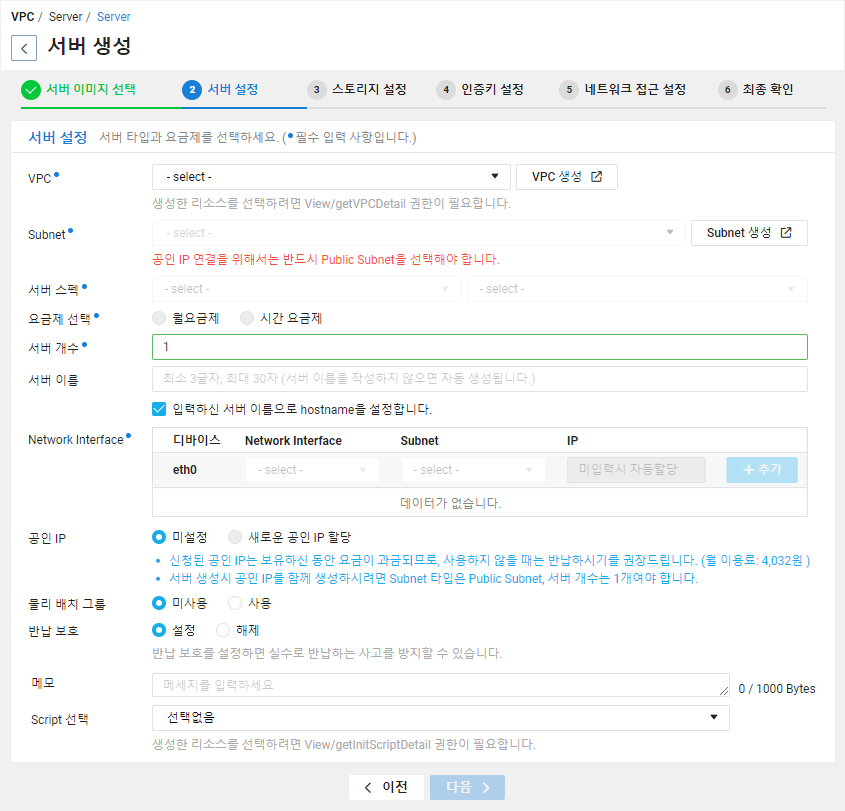 VPC / Server / Server
서버 생성
서버 이미지 선택 2 서버 설정 3 스토리지 설정 4 인증키 설정 5 네트워크 접근 설정 6 최종 확인
서버 설정 서버 타입과 요금제를 선택하세요. (• 필수 입력 사항입니다.)
VPC• - select - VPC 생성
생성한 리소스를 선택하려면 View/getVPCDetail 권한이 필요합니다.
Subnet• - select - Subnet 생성
공인 IP 연결을 위해서는 반드시 Public Subnet을 선택해야 합니다.
서버 스펙• - select - - select -
요금제 선택• 월요금제 시간 요금제
서버 개수• 1
서버 이름 최소 3글자, 최대 30자 (서버 이름을 작성하지 않으면 자동 생성됩니다.)
입력하신 서버 이름으로 hostname을 설정합니다.
Network Interface• 디바이스 Network Interface Subnet IP
eth0 - select - - select - 미입력시 자동할당 + 추가
데이터가 없습니다.
공인 IP 미설정 새로운 공인 IP 할당
• 신청된 공인 IP는 보유하신 동안 요금이 과금되므로, 사용하지 않을 때는 반납하시기를 권장드립니다. (월 이용료: 4,032원 )
• 서버 생성시 공인 IP를 함께 생성하시려면 Subnet 타입은 Public Subnet, 서버 개수는 1개여야 합니다.
물리 배치 그룹 미사용 사용
반납 보호 설정 해제
반납 보호를 설정하면 실수로 반납하는 사고를 방지할 수 있습니다.
메모 메세지를 입력하세요 0 / 1000 Bytes
Script 선택 선택없음
생성한 리소스를 선택하려면 View/getInitScriptDetail 권한이 필요합니다.
이전 다음